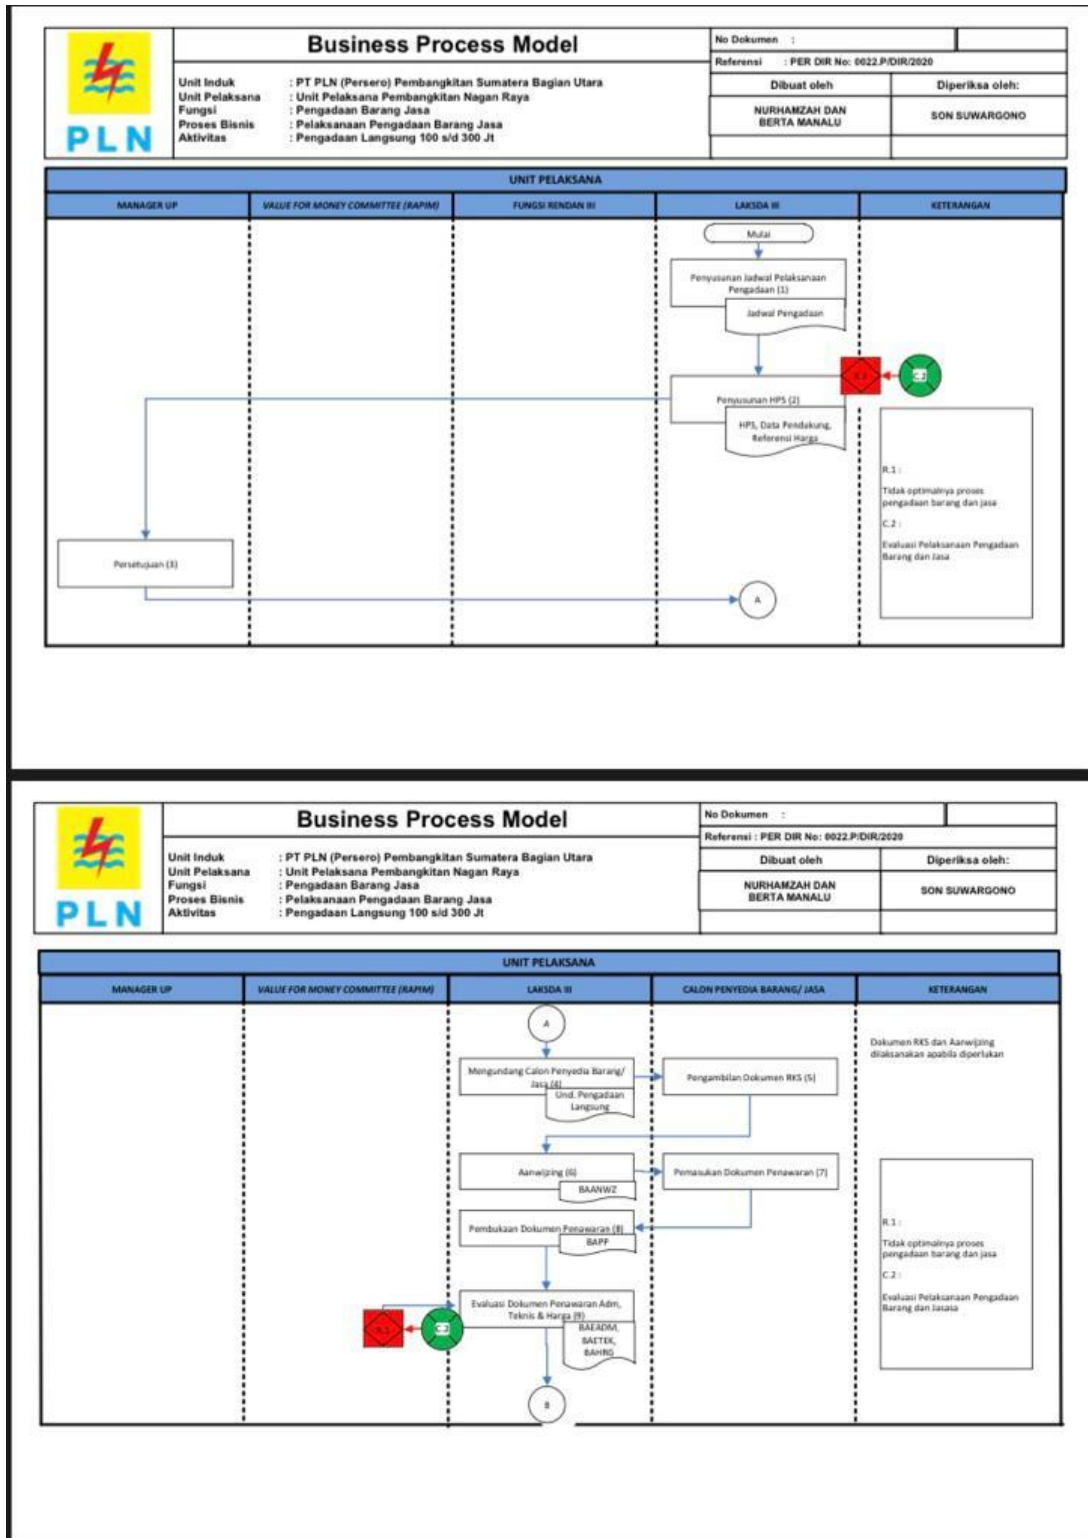 PLN
Business Process Model
Unit Induk : PT PLN (Persero) Pembangkitan Sumatera Bagian Utara
Unit Pelaksana : Unit Pelaksana Pembangkitan Nagan Raya
Fungsi : Pengadaan Barang Jasa
Proses Bisnis : Pelaksanaan Pengadaan Barang Jasa
Aktivitas : Pengadaan Langsung 100 s/d 300 Jt
No Dokumen :
Referensi : PER DIR No: 0022.P/DIR/2020
Dibuat oleh
Diperiksa oleh:
NURHAMZAH DAN
BERTA MANALU
SON SUWARGONO
UNIT PELAKSANA
MANAGER UP
VALUE FOR MONEY COMMITTEE (RAPIM)
FUNGSI RENDAN III
LAKSDA III
KETERANGAN
Mulai
Penyusunan Jadwal Pelaksanaan
Pengadaan (1)
Jadwal Pengadaan
C.2
Penyusunan HPS (2)
HPS, Data Pendukung,
Referensi Harga
R.1 :
Tidak optimalnya proses
pengadaan barang dan jasa
C.2 :
Evaluasi Pelaksanaan Pengadaan
Barang dan Jasa
Persetujuan (3)
A
PLN
Business Process Model
Unit Induk : PT PLN (Persero) Pembangkitan Sumatera Bagian Utara
Unit Pelaksana : Unit Pelaksana Pembangkitan Nagan Raya
Fungsi : Pengadaan Barang Jasa
Proses Bisnis : Pelaksanaan Pengadaan Barang Jasa
Aktivitas : Pengadaan Langsung 100 s/d 300 Jt
No Dokumen :
Referensi : PER DIR No: 0022.P/DIR/2020
Dibuat oleh
Diperiksa oleh:
NURHAMZAH DAN
BERTA MANALU
SON SUWARGONO
UNIT PELAKSANA
MANAGER UP
VALUE FOR MONEY COMMITTEE (RAPIM)
LAKSDA III
CALON PENYEDIA BARANG/ JASA
KETERANGAN
A
Dokumen RKS dan Aanwijzing
dilaksanakan apabila diperlukan
Mengundang Calon Penyedia Barang/
Jasa (4)
Und. Pengadaan
Langsung
Pengambilan Dokumen RKS (5)
Aanwijzing (6)
BAANWZ
Pemasukan Dokumen Penawaran (7)
Pembukaan Dokumen Penawaran (8)
BAPP
R.1 :
Tidak optimalnya proses
pengadaan barang dan jasa
C.2 :
Evaluasi Pelaksanaan Pengadaan
Barang dan Jasasa
Evaluasi Dokumen Penawaran Adm,
Teknis & Harga (9)
BAEADM,
BAETEK,
BAHRG
R.1
C.2
B